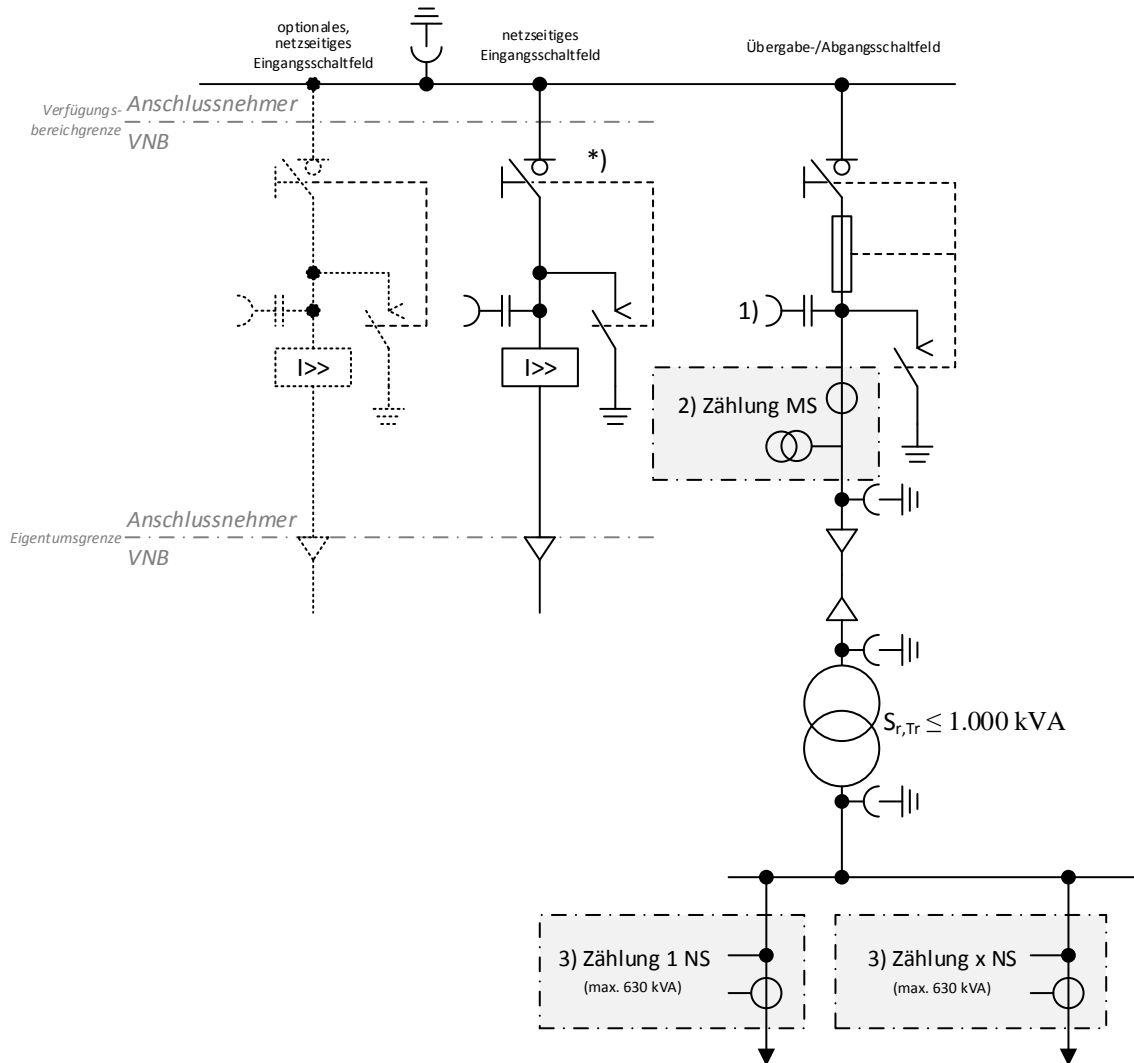 optionales,
netzseitiges
Eingangsschaltfeld
netzseitiges
Eingangsschaltfeld
Übergabe-/Abgangsschaltfeld
Verfügungs-
bereichgrenze
Anschlussnehmer
VNB
*)
1)
I>>
I>>
2) Zählung MS
Eigentumsgrenze
Anschlussnehmer
VNB
Sr,Tr ≤ 1.000 kVA
3) Zählung 1 NS
(max. 630 kVA)
3) Zählung x NS
(max. 630 kVA)